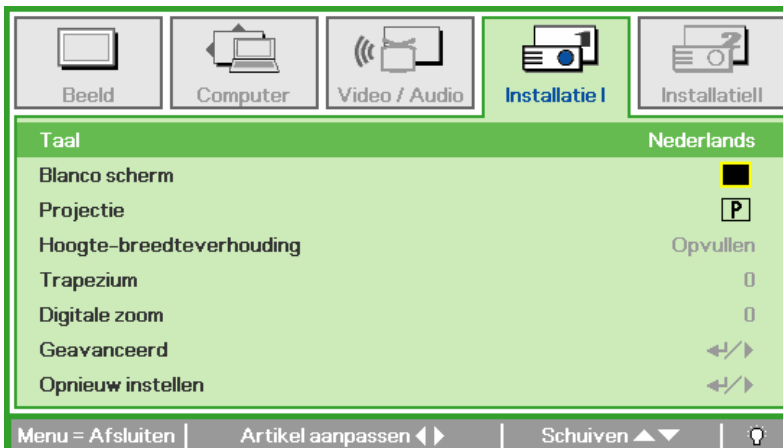 Beeld
Computer
Video / Audio
Installatie I
InstallatieII
Taal Nederlands
Blanco scherm
Projectie P
Hoogte-breedteverhouding Opvullen
Trapezium 0
Digitale zoom 0
Geavanceerd
Opnieuw instellen
Menu = Afsluiten | Artikel aanpassen | Schuiven |